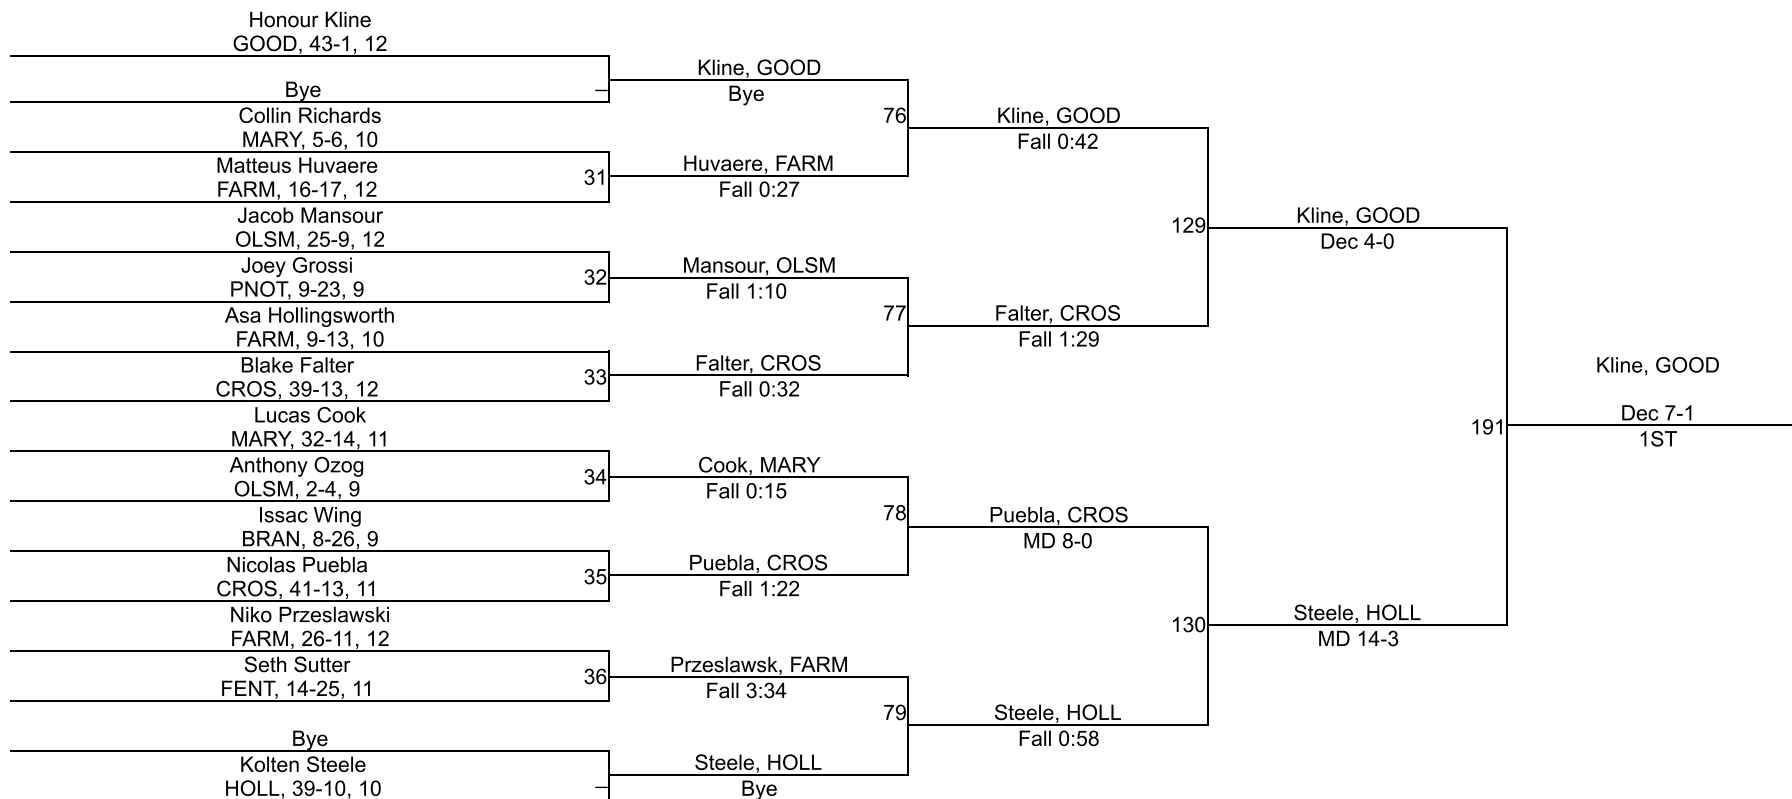 Honour Kline
GOOD, 43-1, 12
Bye
–
Collin Richards
MARY, 5-6, 10
Matteus Huvaere
FARM, 16-17, 12
31
Jacob Mansour
OLSM, 25-9, 12
Joey Grossi
PNOT, 9-23, 9
32
Asa Hollingsworth
FARM, 9-13, 10
Blake Falter
CROS, 39-13, 12
33
Lucas Cook
MARY, 32-14, 11
Anthony Ozog
OLSM, 2-4, 9
34
Issac Wing
BRAN, 8-26, 9
Nicolas Puebla
CROS, 41-13, 11
35
Niko Przeslawski
FARM, 26-11, 12
Seth Sutter
FENT, 14-25, 11
36
Bye
Kolten Steele
HOLL, 39-10, 10
–
Kline, GOOD
Bye
76
Huvaere, FARM
Fall 0:27
Mansour, OLSM
Fall 1:10
77
Falter, CROS
Fall 0:32
Cook, MARY
Fall 0:15
78
Puebla, CROS
Fall 1:22
Przeslawsk, FARM
Fall 3:34
79
Steele, HOLL
Bye
Kline, GOOD
Fall 0:42
129
Falter, CROS
Fall 1:29
Puebla, CROS
MD 8-0
130
Steele, HOLL
Fall 0:58
Kline, GOOD
Dec 4-0
191
Steele, HOLL
MD 14-3
Kline, GOOD
Dec 7-1
1ST